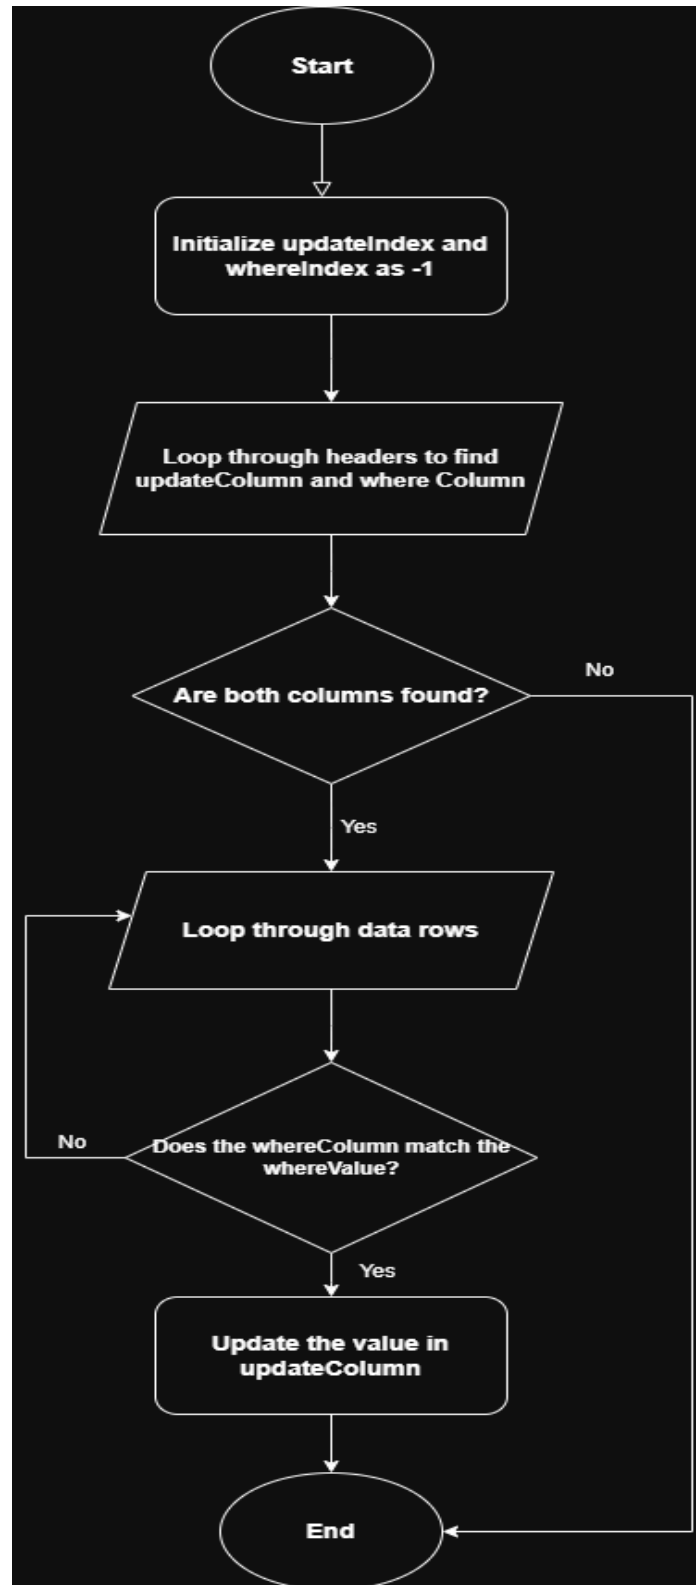 Start
Initialize updateIndex and
whereIndex as -1
Loop through headers to find
updateColumn and where Column
Are both columns found?
No
Yes
Loop through data rows
Does the whereColumn match the
whereValue?
No
Yes
Update the value in
updateColumn
End